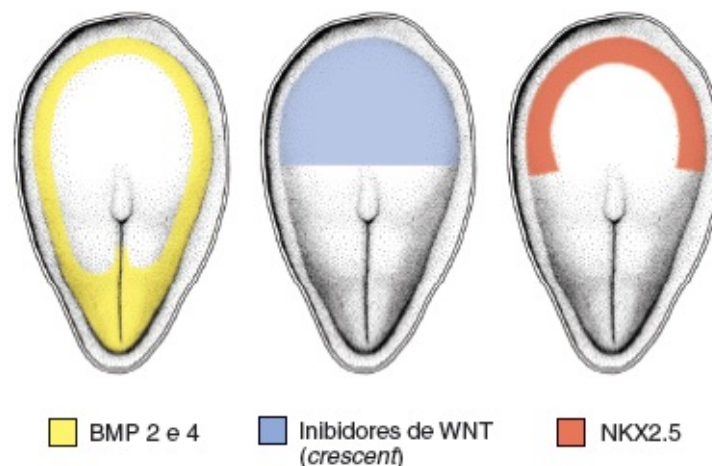 BMP 2 e 4
Inibidores de WNT
(crescent)
NKX2.5